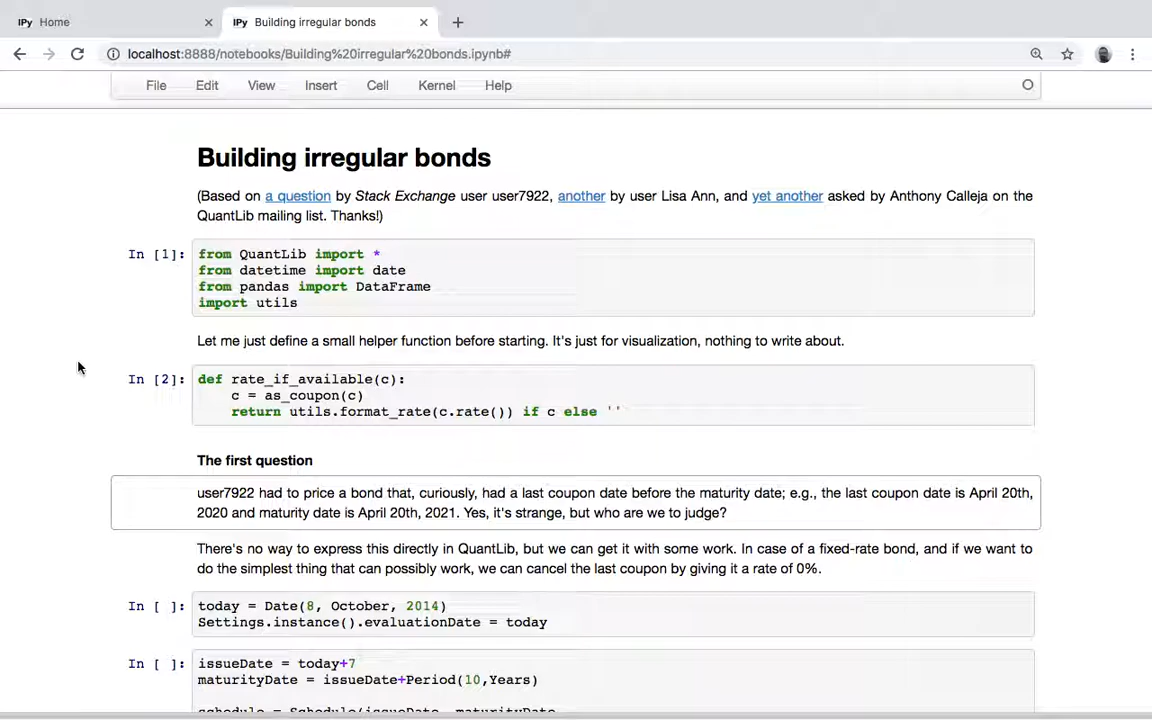 IPy Home × IPy Building irregular bonds × +
localhost:8888/notebooks/Building%20irregular%20bonds.ipynb#
File Edit View Insert Cell Kernel Help
Building irregular bonds
(Based on a question by Stack Exchange user user7922, another by user Lisa Ann, and yet another asked by Anthony Calleja on the
QuantLib mailing list. Thanks!)
In [1]: from QuantLib import *
from datetime import date
from pandas import DataFrame
import utils
Let me just define a small helper function before starting. It's just for visualization, nothing to write about.
In [2]: def rate_if_available(c):
c = as_coupon(c)
return utils.format_rate(c.rate()) if c else ''
The first question
user7922 had to price a bond that, curiously, had a last coupon date before the maturity date; e.g., the last coupon date is April 20th,
2020 and maturity date is April 20th, 2021. Yes, it's strange, but who are we to judge?
There's no way to express this directly in QuantLib, but we can get it with some work. In case of a fixed-rate bond, and if we want to
do the simplest thing that can possibly work, we can cancel the last coupon by giving it a rate of 0%.
In [ ]: today = Date(8, October, 2014)
Settings.instance().evaluationDate = today
In [ ]: issueDate = today+7
maturityDate = issueDate+Period(10,Years)
schedule = Schedule(issueDate, maturityDate,